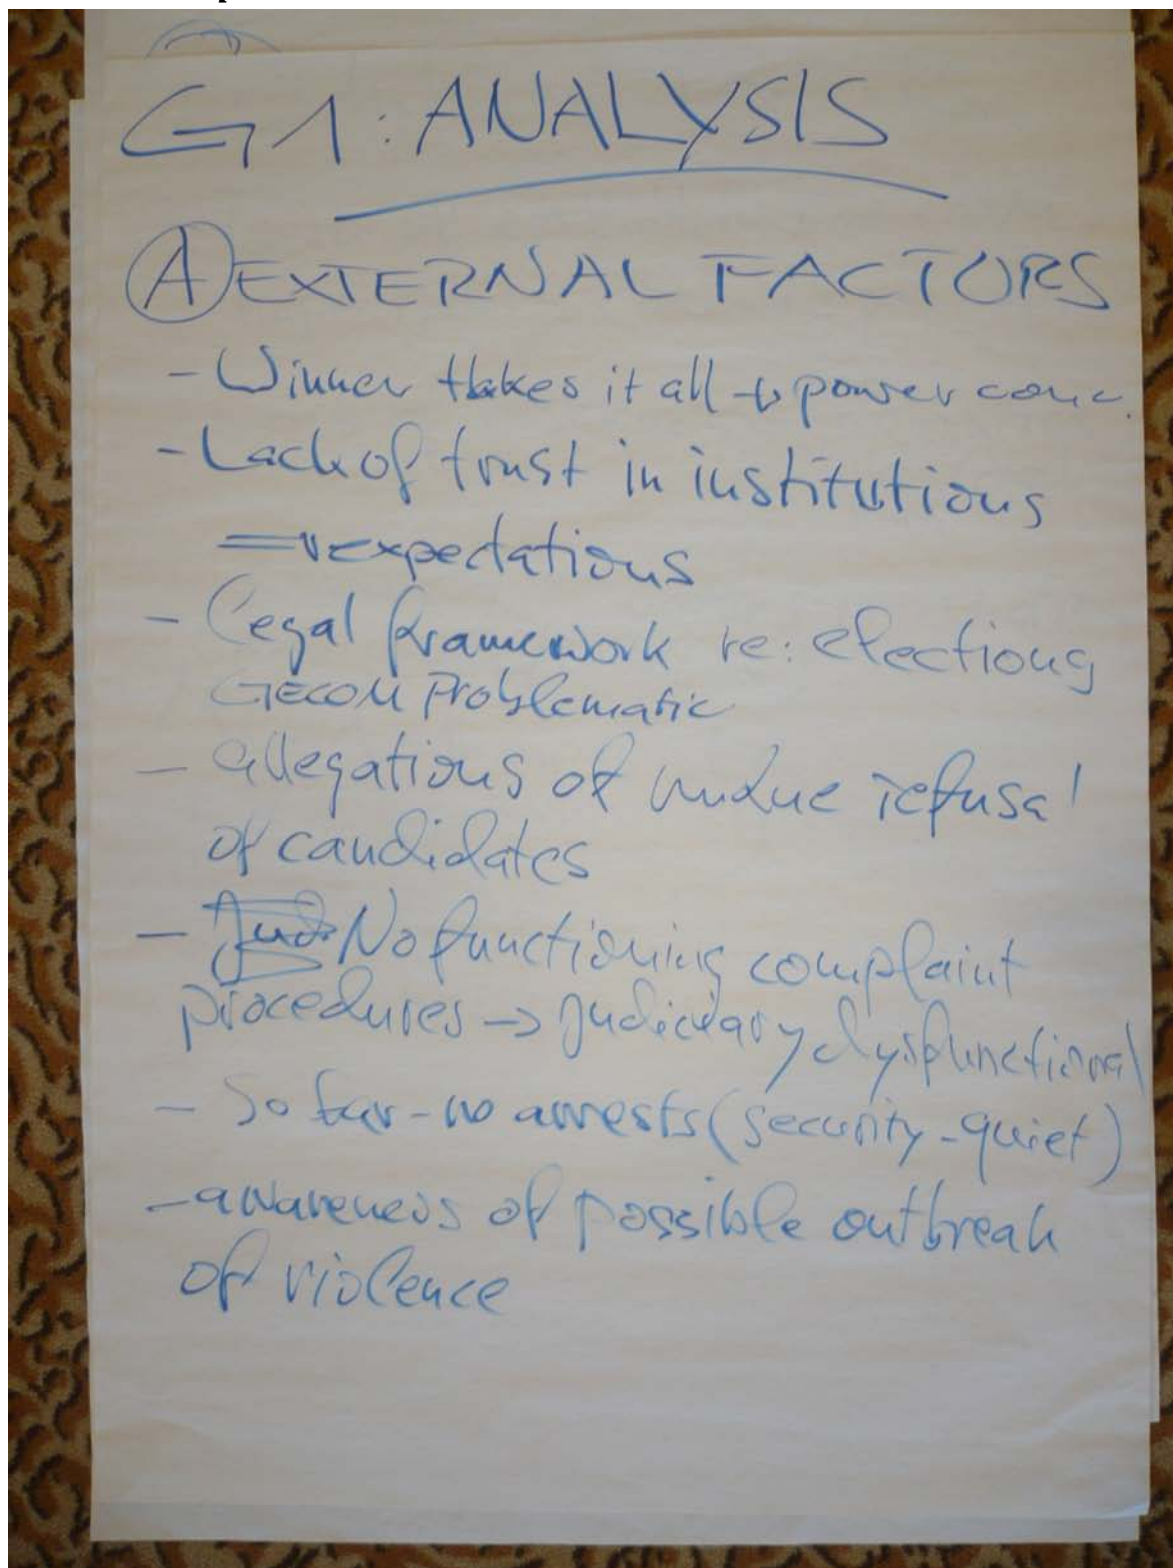 G1: ANALYSIS
A EXTERNAL FACTORS
- Winner takes it all → power conc.
- Lack of trust in institutions
⇒ expectations
- Legal framework re: elections
GECOM Problematic
- allegations of undue refusal
of candidates
- No functioning complaint
procedures → judiciary dysfunctional
- So far - no arrests (security - quiet)
- awareness of possible outbreak
of violence